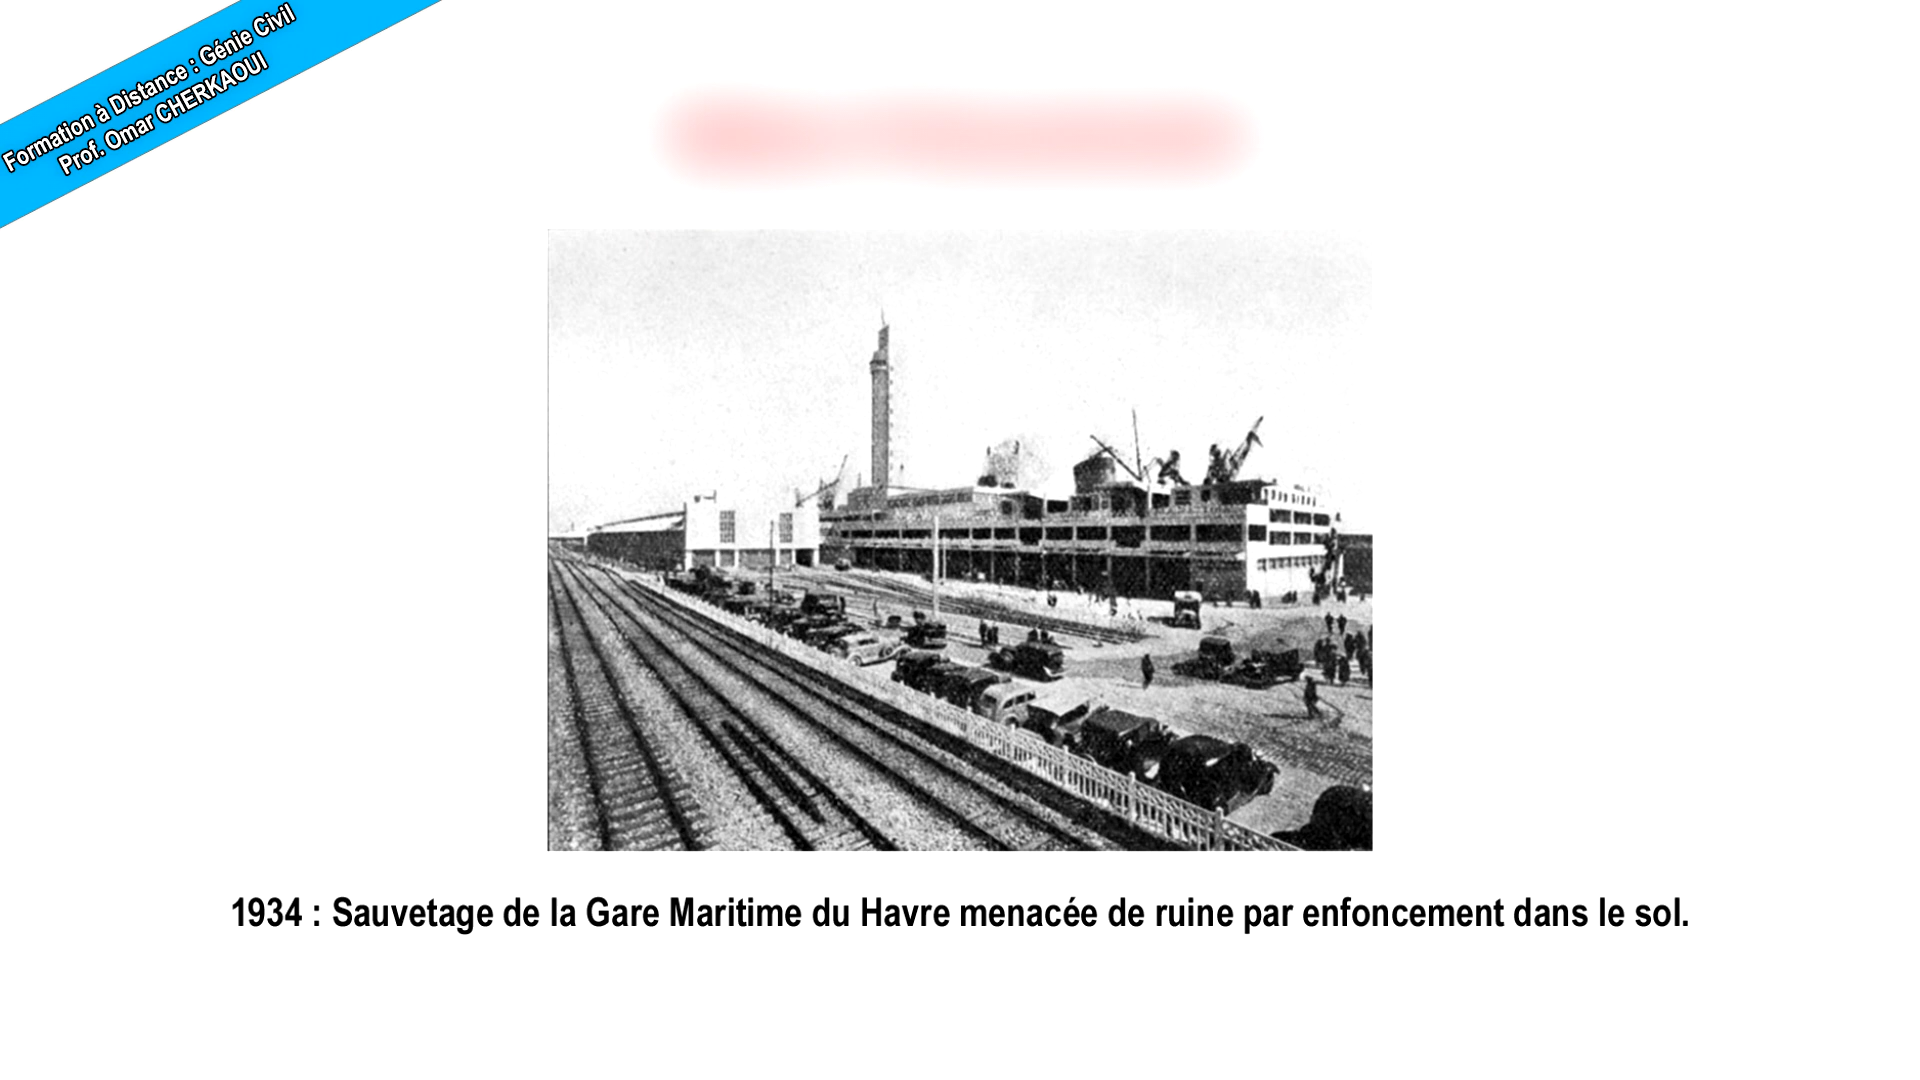 Formation à Distance : Génie Civil
Prof. Omar CHERKAOUI
1934 : Sauvetage de la Gare Maritime du Havre menacée de ruine par enfoncement dans le sol.